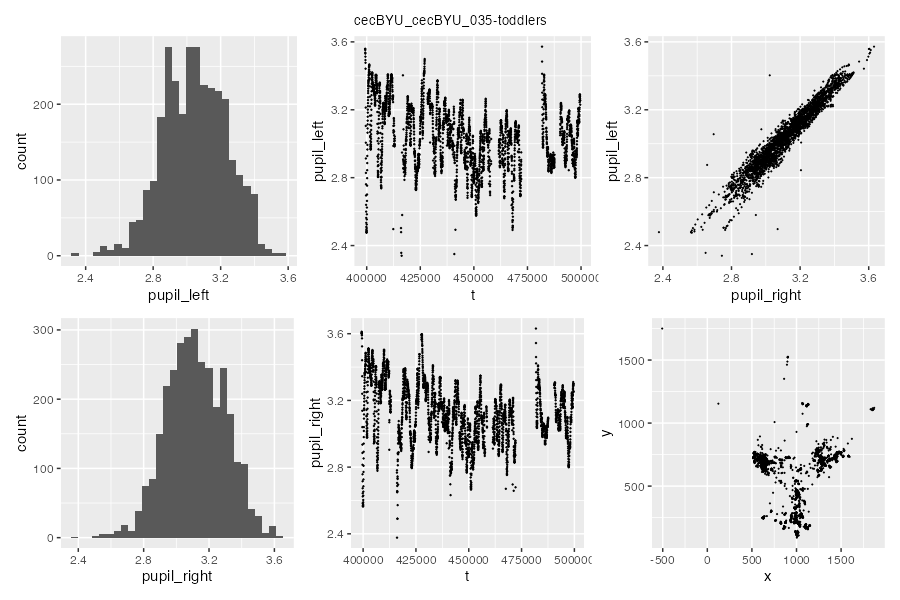 cecBYU_cecBYU_035-toddlers
count
200
100
0
2.4 2.8 3.2 3.6
pupil_left
pupil_left
3.6
3.2
2.8
2.4
400000 425000 450000 475000 500000
t
pupil_left
3.6
3.2
2.8
2.4
2.4 2.8 3.2 3.6
pupil_right
count
300
200
100
0
2.4 2.8 3.2 3.6
pupil_right
pupil_right
3.6
3.2
2.8
2.4
400000 425000 450000 475000 500000
t
y
1500
1000
500
-500 0 500 1000 1500
x